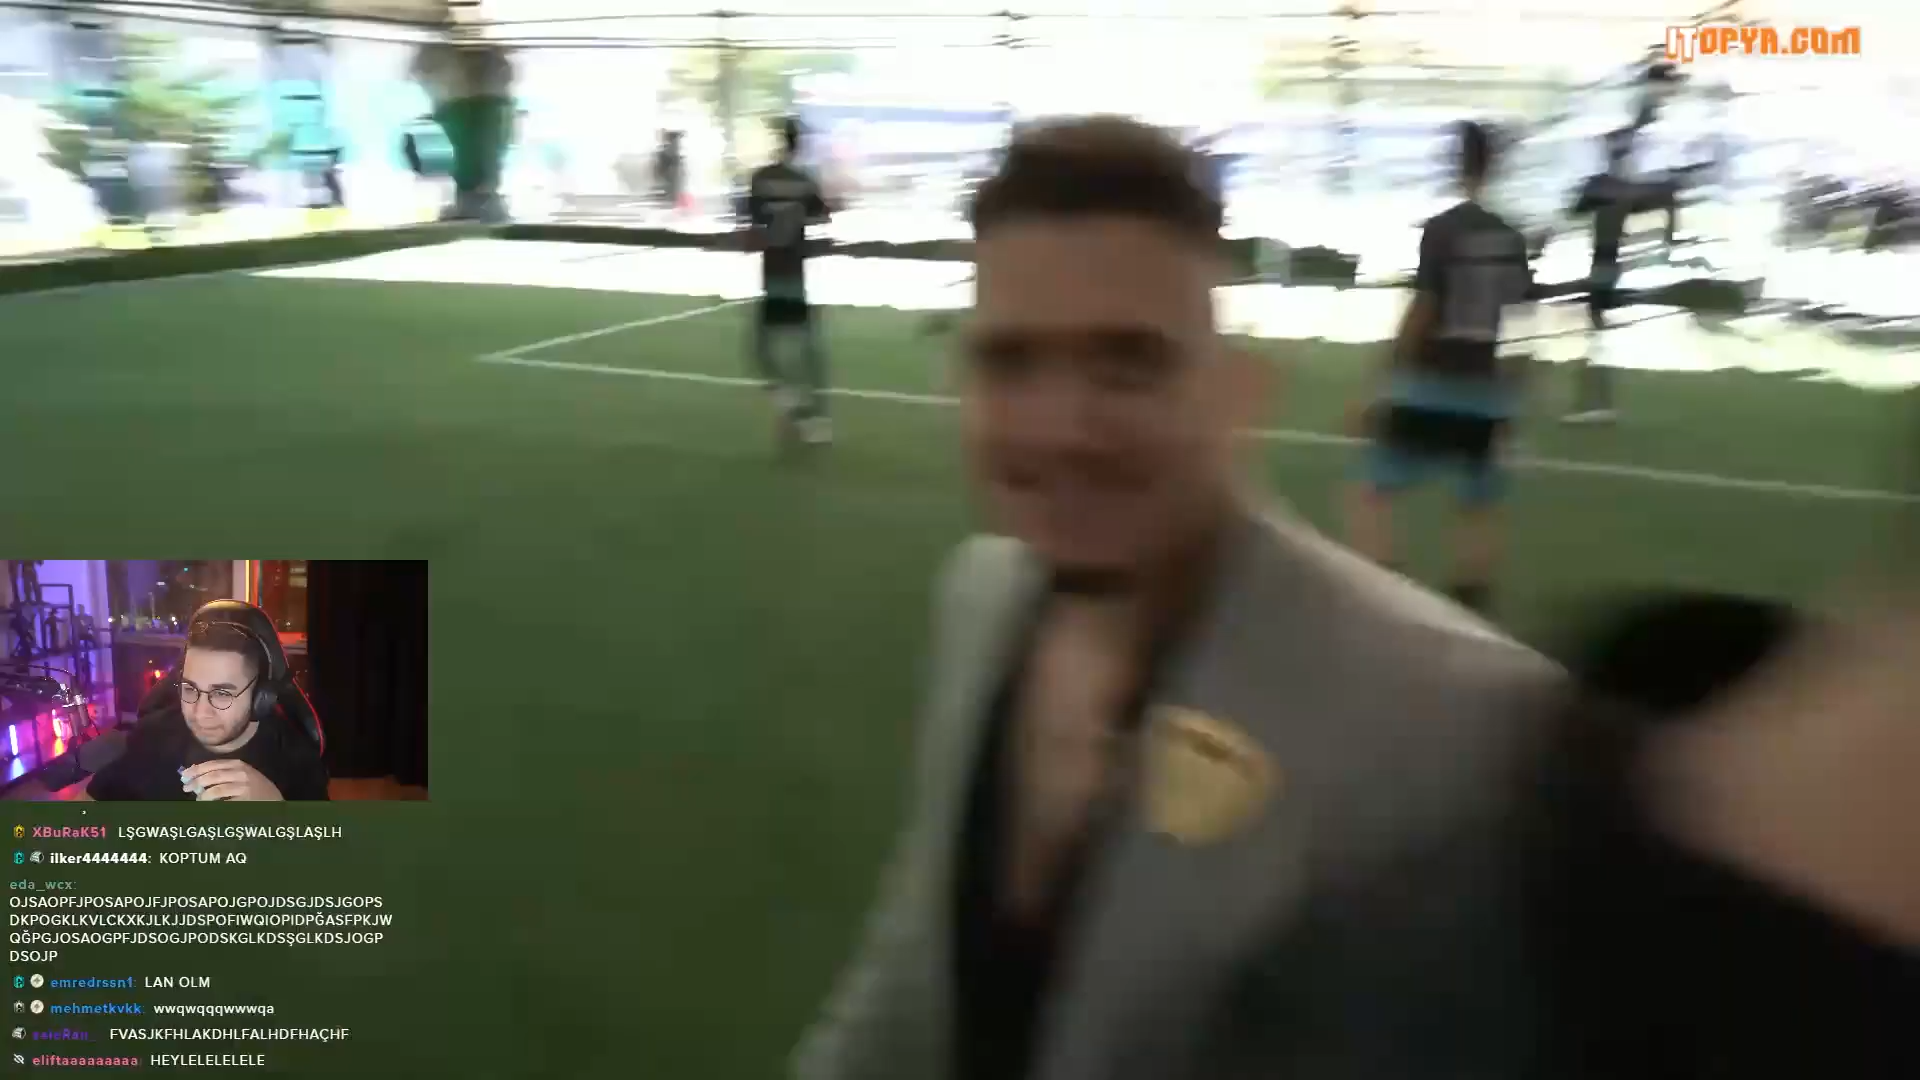 ITOPYA.COM
XBuRaK51 LŞGWAŞLGAŞLGŞWALGŞLAŞLH
ilker4444444: KOPTUM AQ
eda_wcx:
OJSAOPFJPOSAPOJFJPOSAPOJGPOJDSGJDSJGOPS
DKPOGKLKVLCKXKJLKJJDSPOFIWQIOPIDPĞASFPKJW
QĞPGJOSAOGPFJDSOGJPODSKGLKDSŞGLKDSJOGP
DSOJP
emredrssn1: LAN OLM
mehmetkvkk: wwqwqqqwwwqa
FVASJKFHLAKDHLFALHDFHAÇHF
eliftaaaaaaaaa: HEYLELELELELE